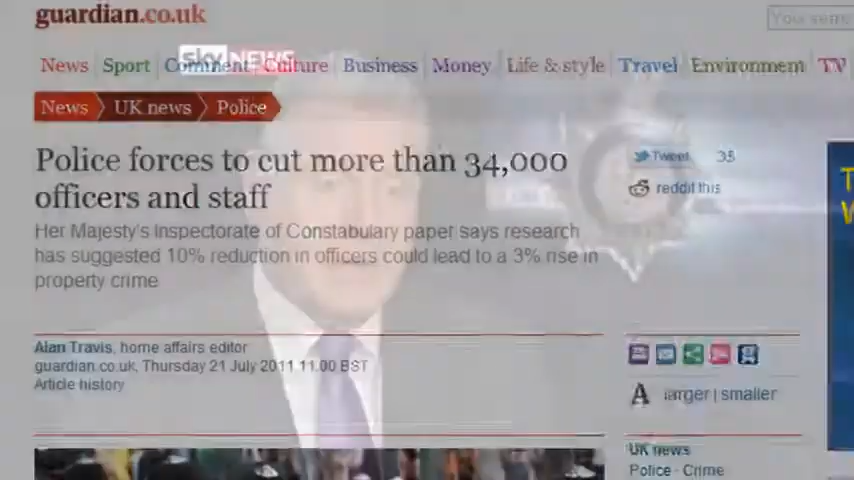 guardian.co.uk
sky NEWS
News Sport Comment Culture Business Money Life & style Travel Environment TV
News UK news Police
Police forces to cut more than 34,000
officers and staff
Her Majesty's Inspectorate of Constabulary paper says research
has suggested 10% reduction in officers could lead to a 3% rise in
property crime
Tweet 35
reddit this
Alan Travis, home affairs editor
guardian.co.uk, Thursday 21 July 2011 11.00 BST
Article history
A larger | smaller
UK news
Police · Crime